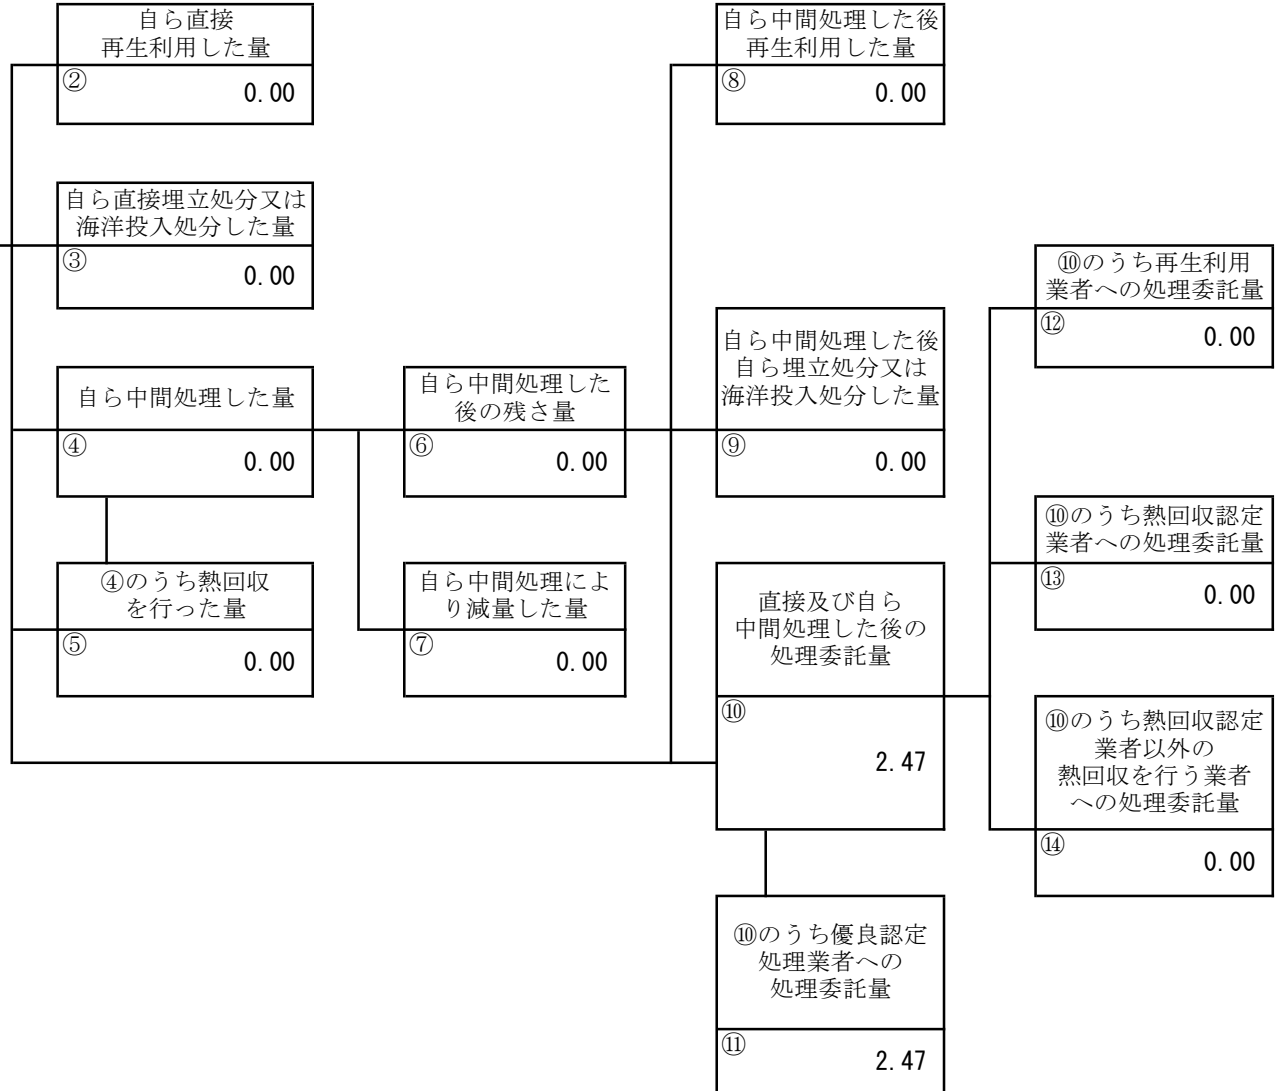 自ら直接
再生利用した量
②
0.00
自ら直接埋立処分又は
海洋投入処分した量
③
0.00
自ら中間処理した量
④
0.00
④のうち熱回収
を行った量
⑤
0.00
自ら中間処理した
後の残さ量
⑥
0.00
自ら中間処理によ
り減量した量
⑦
0.00
自ら中間処理した後
再生利用した量
⑧
0.00
自ら中間処理した後
自ら埋立処分又は
海洋投入処分した量
⑨
0.00
直接及び自ら
中間処理した後の
処理委託量
⑩
2.47
⑩のうち優良認定
処理業者への
処理委託量
⑪
2.47
⑩のうち再生利用
業者への処理委託量
⑫
0.00
⑩のうち熱回収認定
業者への処理委託量
⑬
0.00
⑩のうち熱回収認定
業者以外の
熱回収を行う業者
への処理委託量
⑭
0.00